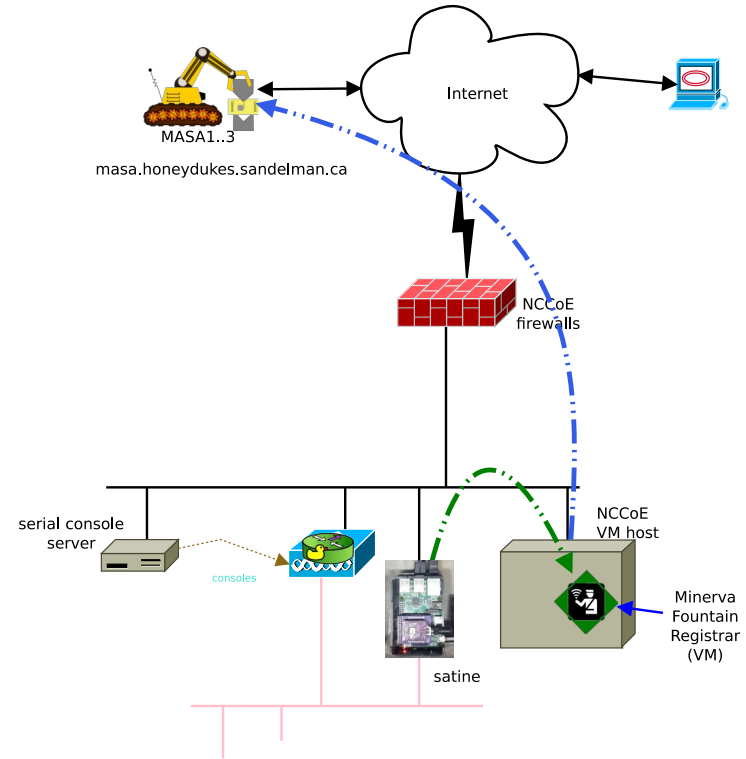 Internet
MASA1..3
masa.honeydukes.sandelman.ca
NCCoE
firewalls
serial console
server
NCCoE
VM host
consoles
Minerva
Fountain
Registrar
(VM)
satine